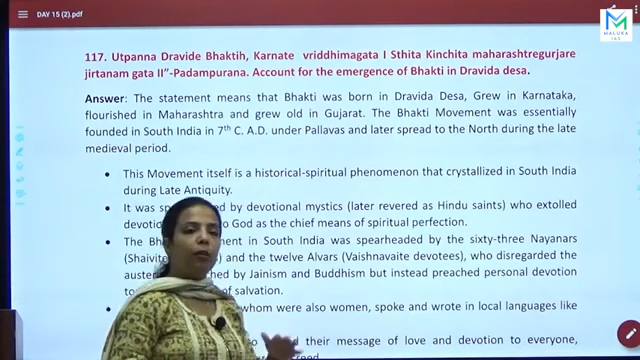 DAY 15 (2).pdf
MALUKA
IAS
117. Utpanna Dravide Bhaktih, Karnate vriddhimagata I Sthita Kinchita maharashtregurjare
jirtanam gata II”-Padampurana. Account for the emergence of Bhakti in Dravida desa.
Answer: The statement means that Bhakti was born in Dravida Desa, Grew in Karnataka,
flourished in Maharashtra and grew old in Gujarat. The Bhakti Movement was essentially
founded in South India in 7th C. A.D. under Pallavas and later spread to the North during the late
medieval period.
• This Movement itself is a historical-spiritual phenomenon that crystallized in South India
during Late Antiquity.
• It was by devotional mystics (later revered as Hindu saints) who extolled
to God as the chief means of spiritual perfection.
• The in South India was spearheaded by the sixty-three Nayanars
and the twelve Alvars (Vaishnavaite devotees), who disregarded the
by Jainism and Buddhism but instead preached personal devotion
of salvation.
whom were also women, spoke and wrote in local languages like
their message of love and devotion to everyone,